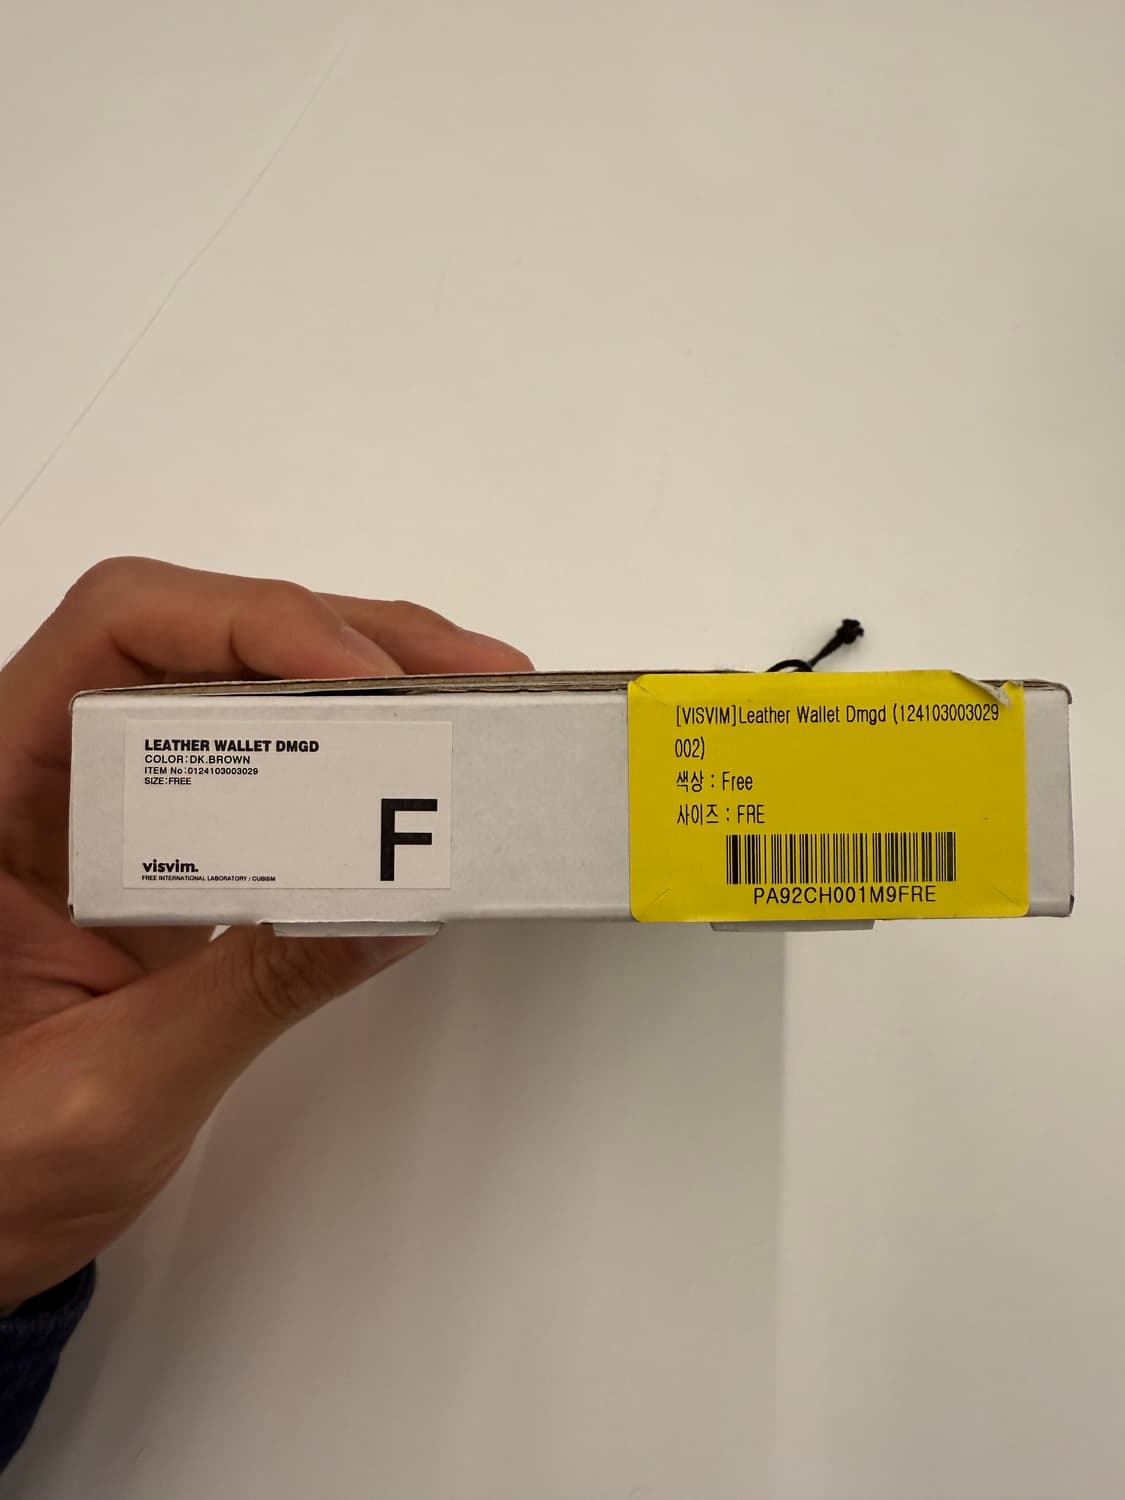 LEATHER WALLET DMGD
COLOR:DK.BROWN
ITEM No:0124103003029
SIZE:FREE
F
visvim.
FREE INTERNATIONAL LABORATORY / CUBISM
[VISVIM]Leather Wallet Dmgd (124103003029
002)
색상 : Free
사이즈 : FRE
PA92CH001M9FRE